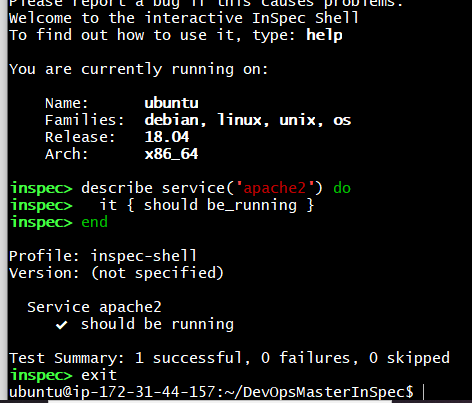 Please report a bug if this causes problems.
Welcome to the interactive InSpec Shell
To find out how to use it, type: help
You are currently running on:
Name: ubuntu
Families: debian, linux, unix, os
Release: 18.04
Arch: x86_64
inspec> describe service('apache2') do
inspec> it { should be_running }
inspec> end
Profile: inspec-shell
Version: (not specified)
Service apache2
✔ should be running
Test Summary: 1 successful, 0 failures, 0 skipped
inspec> exit
ubuntu@ip-172-31-44-157:~/DevOpsMasterInSpec$